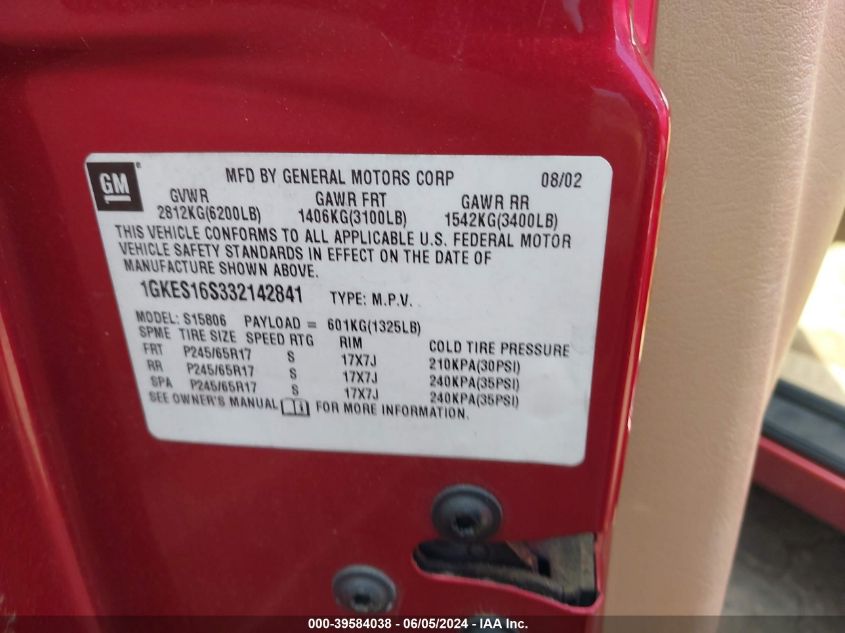 GM
MFD BY GENERAL MOTORS CORP 08/02
GVWR GAWR FRT GAWR RR
2812KG(6200LB) 1406KG(3100LB) 1542KG(3400LB)
THIS VEHICLE CONFORMS TO ALL APPLICABLE U.S. FEDERAL MOTOR
VEHICLE SAFETY STANDARDS IN EFFECT ON THE DATE OF
MANUFACTURE SHOWN ABOVE.
1GKES16S332142841 TYPE: M.P.V.
MODEL: S15806 PAYLOAD = 601KG(1325LB)
SPME TIRE SIZE SPEED RTG RIM COLD TIRE PRESSURE
FRT P245/65R17 S 17X7J 210KPA(30PSI)
RR P245/65R17 S 17X7J 240KPA(35PSI)
SPA P245/65R17 S 17X7J 240KPA(35PSI)
SEE OWNER'S MANUAL FOR MORE INFORMATION.
000-39584038 - 06/05/2024 - IAA Inc.